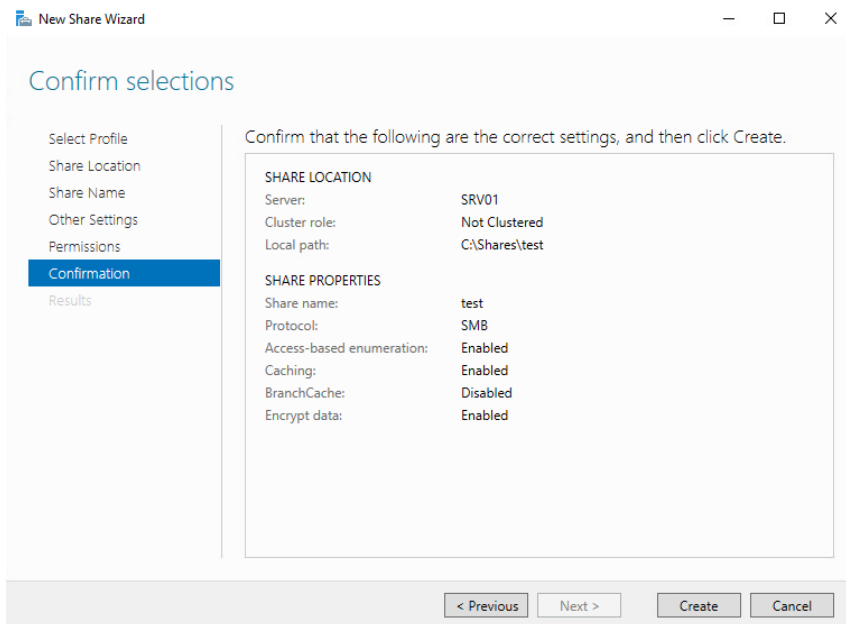 New Share Wizard
Confirm selections
Select Profile
Share Location
Share Name
Other Settings
Permissions
Confirmation
Results
Confirm that the following are the correct settings, and then click Create.
SHARE LOCATION
Server: SRV01
Cluster role: Not Clustered
Local path: C:\Shares\test
SHARE PROPERTIES
Share name: test
Protocol: SMB
Access-based enumeration: Enabled
Caching: Enabled
BranchCache: Disabled
Encrypt data: Enabled
< Previous Next > Create Cancel